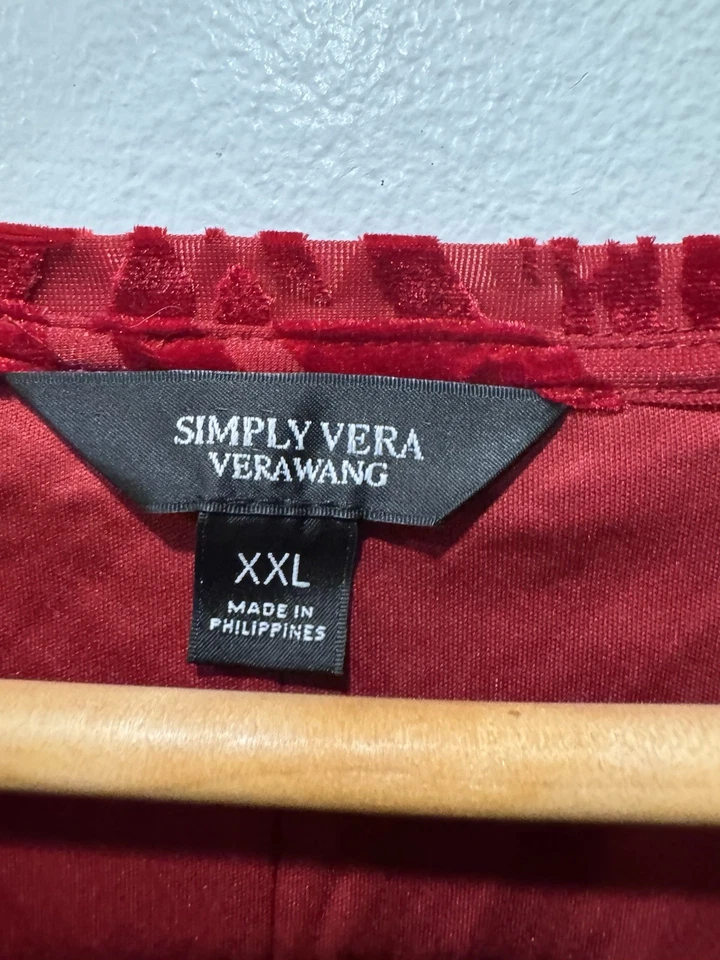 SIMPLY VERA
VERAWANG
XXL
MADE IN
PHILIPPINES